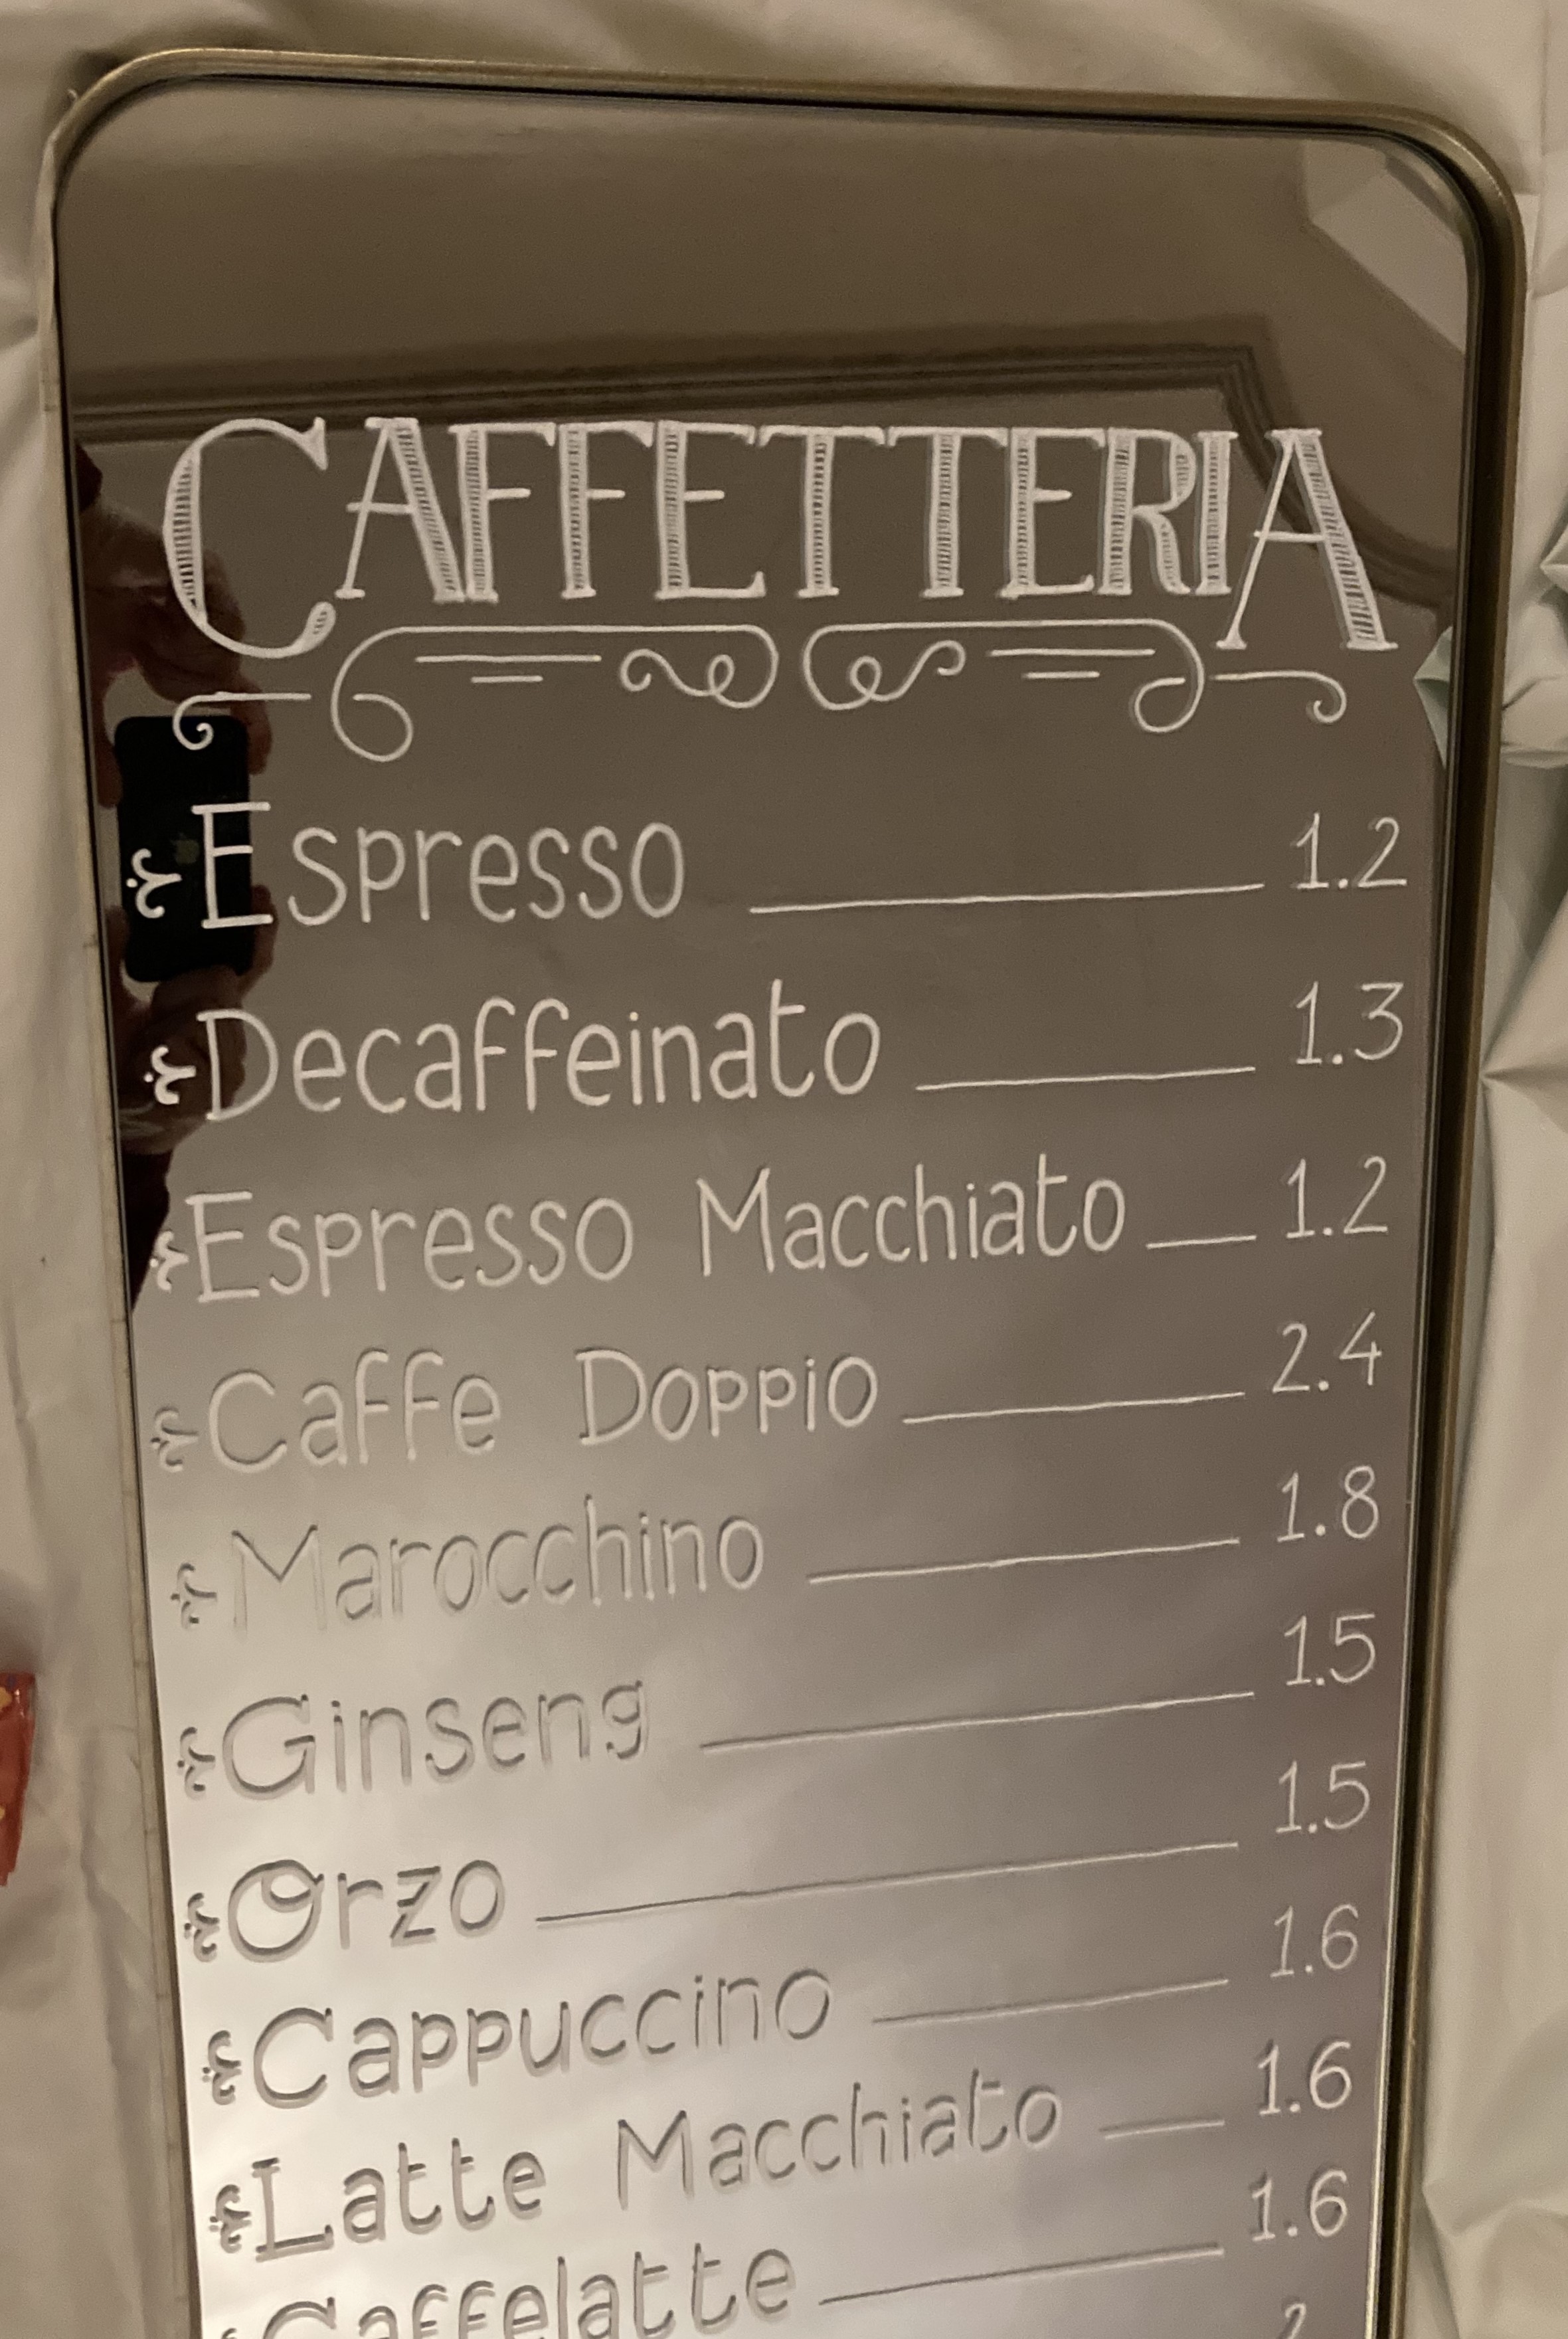 CAFFETTERIA
Espresso 1.2
Decaffeinato 1.3
Espresso Macchiato 1.2
Caffe Doppio 2.4
Marocchino 1.8
Ginseng 1.5
Orzo 1.5
Cappuccino 1.6
Latte Macchiato 1.6
Caffelatte 1.6
2